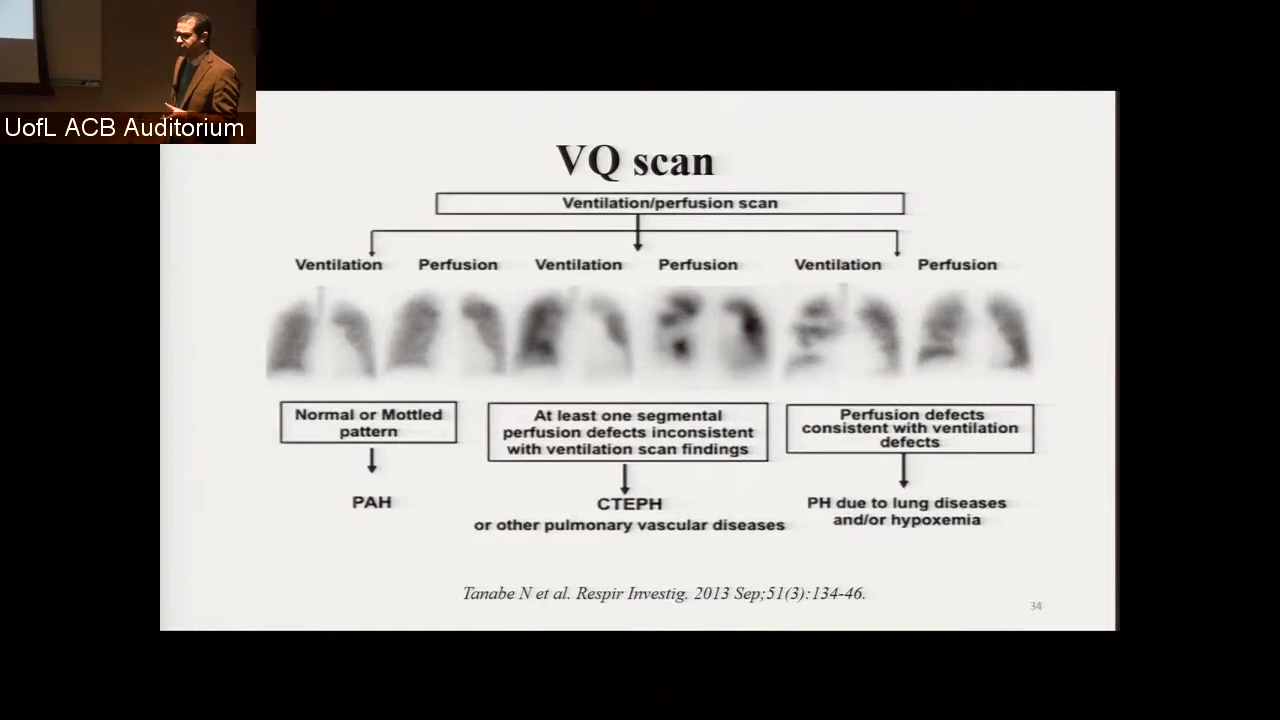 UofL ACB Auditorium
VQ scan
Ventilation/perfusion scan
Ventilation Perfusion Ventilation Perfusion Ventilation Perfusion
Normal or Mottled
pattern
PAH
At least one segmental
perfusion defects inconsistent
with ventilation scan findings
CTEPH
or other pulmonary vascular diseases
Perfusion defects
consistent with ventilation
defects
PH due to lung diseases
and/or hypoxemia
Tanabe N et al. Respir Investig. 2013 Sep;51(3):134-46.
34